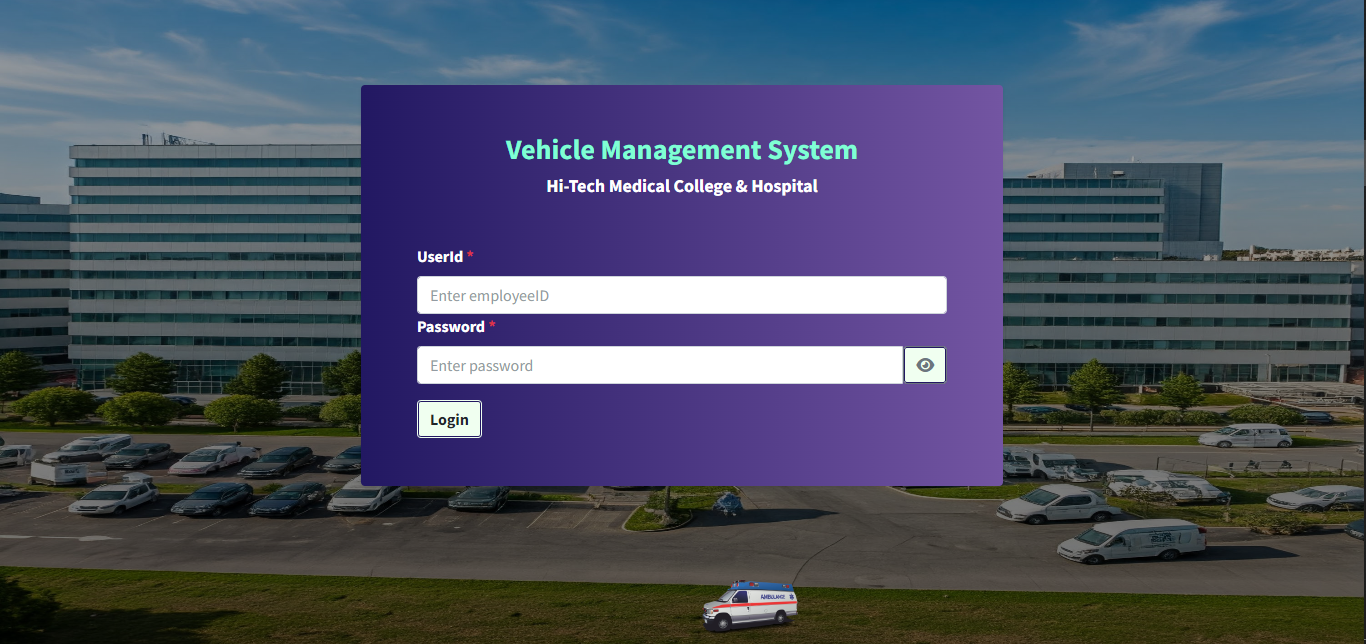 Vehicle Management System
Hi-Tech Medical College & Hospital
UserId *
Enter employeeID
Password *
Enter password
Login
AMBULANCE